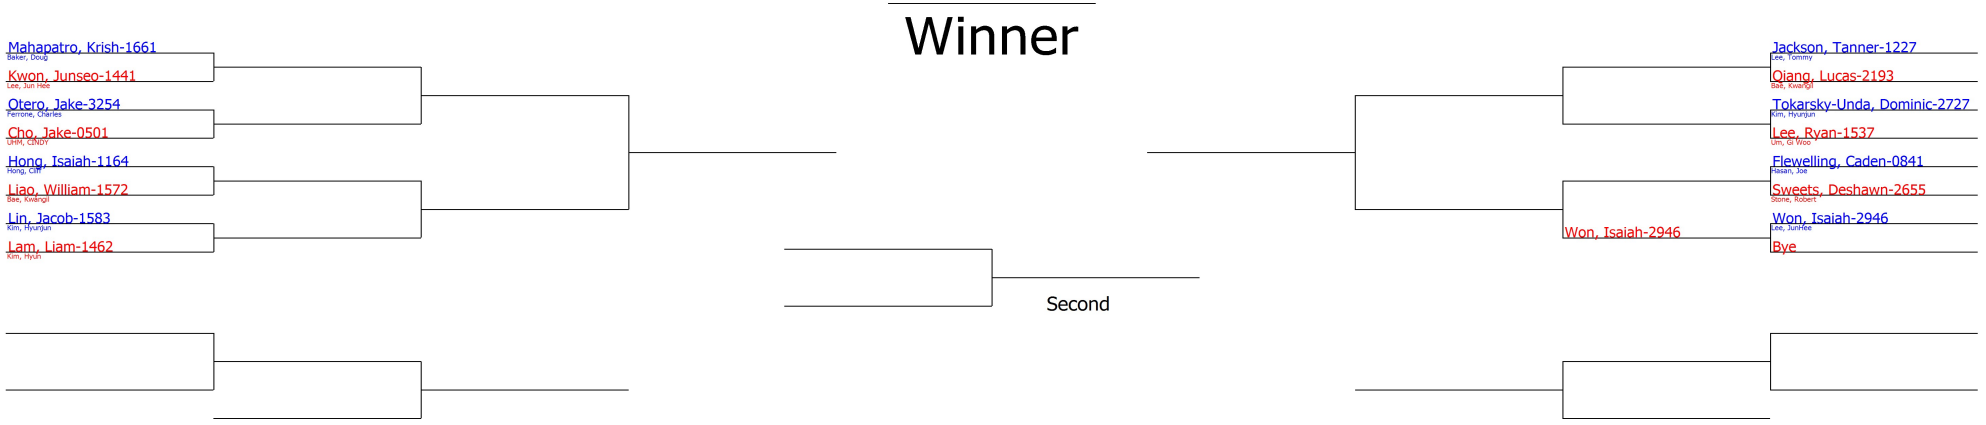 Winner
Mahapatro, Krish-1661
Baker, Doug
Kwon, Junseo-1441
Lee, Jun Hee
Otero, Jake-3254
Ferrone, Charles
Cho, Jake-0501
UHM, CINDY
Hong, Isaiah-1164
Hong, Cliff
Liao, William-1572
Bae, Kwangil
Lin, Jacob-1583
Kim, Hyunjun
Lam, Liam-1462
Kim, Hyun
Second
Won, Isaiah-2946
Jackson, Tanner-1227
Lee, Tommy
Qiang, Lucas-2193
Bae, Kwangil
Tokarsky-Unda, Dominic-2727
Kim, Hyunjun
Lee, Ryan-1537
Um, Gi Woo
Flewelling, Caden-0841
Hasan, Joe
Sweets, Deshawn-2655
Stone, Robert
Won, Isaiah-2946
Lee, JunHee
Bye